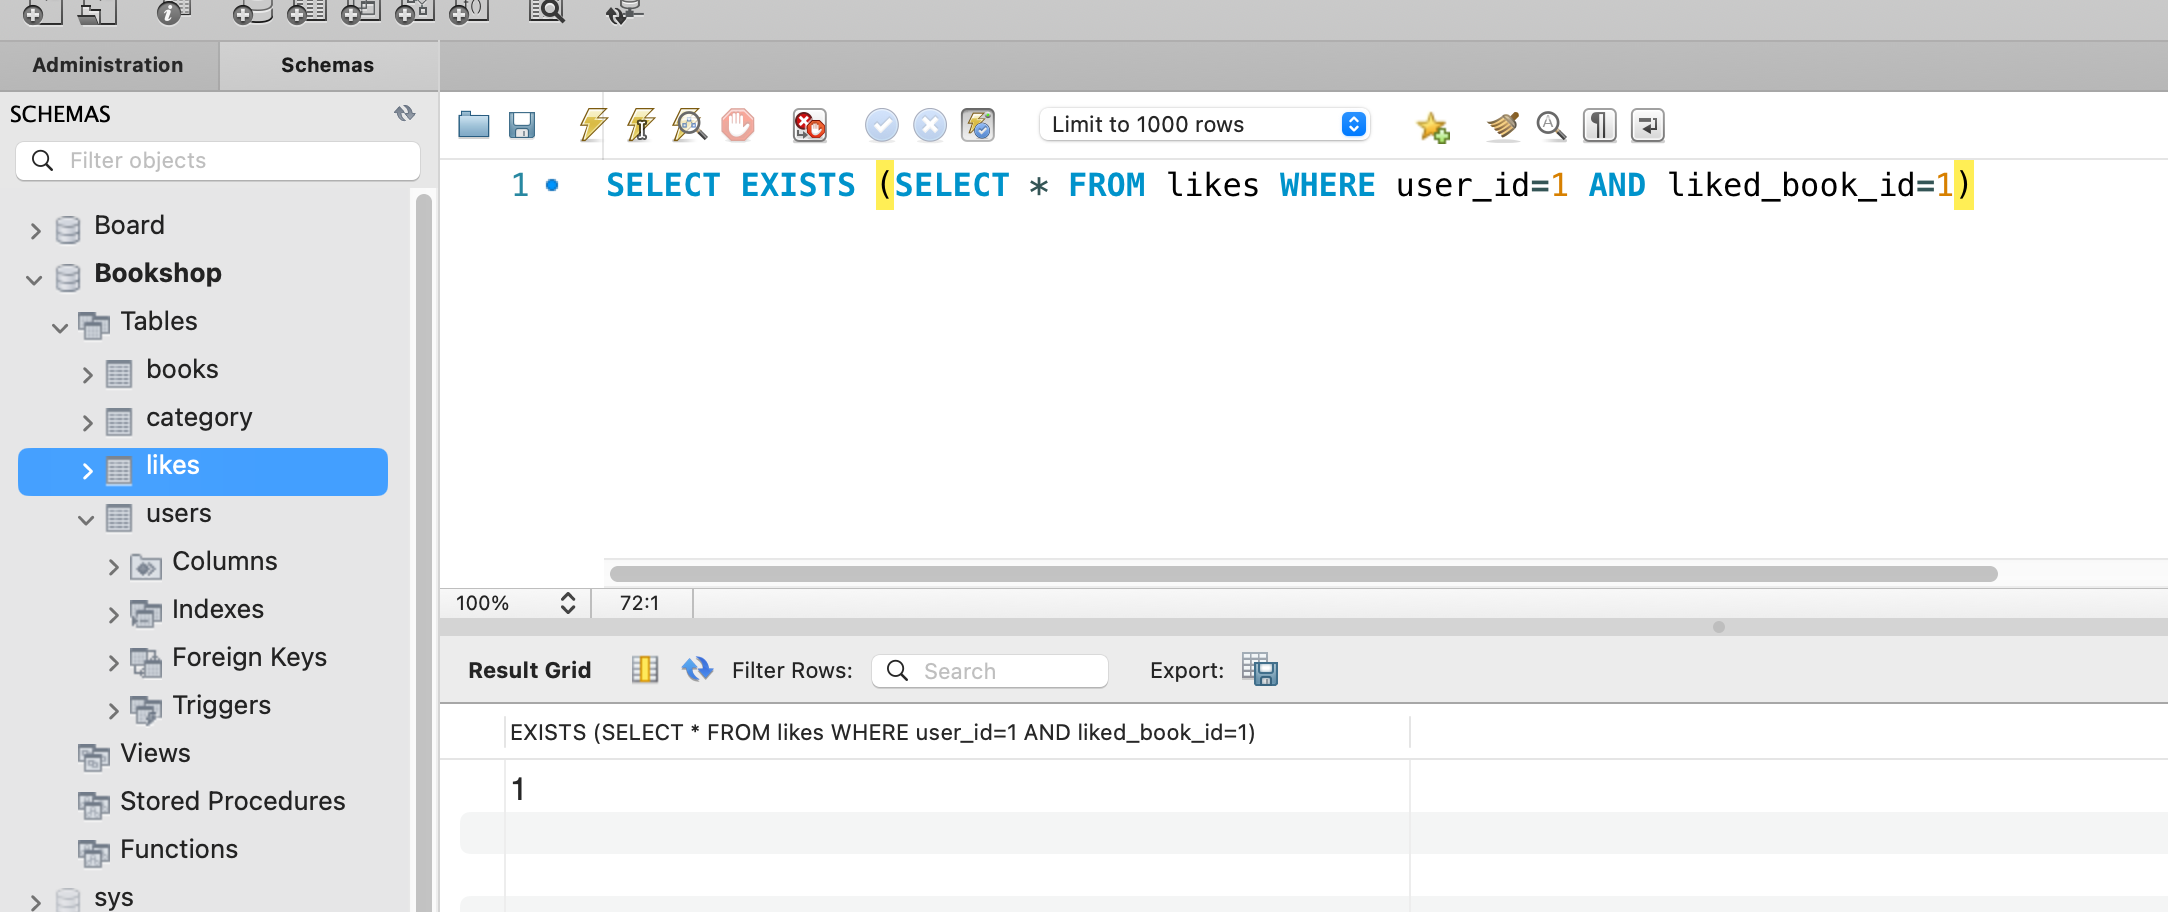 Administration
Schemas
SCHEMAS
Filter objects
Board
Bookshop
Tables
books
category
likes
users
Columns
Indexes
Foreign Keys
Triggers
Views
Stored Procedures
Functions
sys
Limit to 1000 rows
1 SELECT EXISTS (SELECT * FROM likes WHERE user_id=1 AND liked_book_id=1)
100% 72:1
Result Grid Filter Rows: Search Export:
EXISTS (SELECT * FROM likes WHERE user_id=1 AND liked_book_id=1)
1